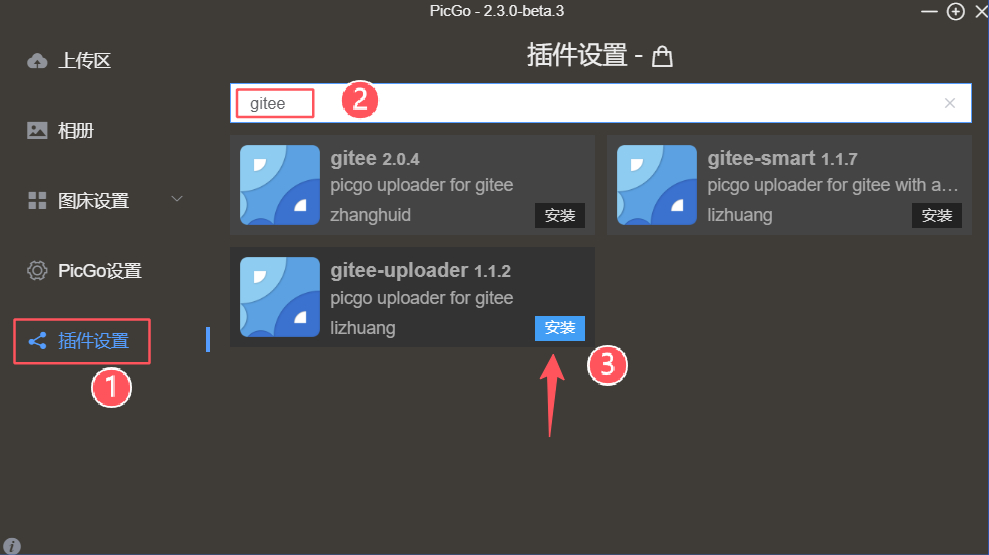 PicGo - 2.3.0-beta.3
上传区
相册
图床设置
PicGo设置
插件设置
1
插件设置 -
gitee
2
gitee 2.0.4
picgo uploader for gitee
zhanghuid
安装
gitee-smart 1.1.7
picgo uploader for gitee with a…
lizhuang
安装
gitee-uploader 1.1.2
picgo uploader for gitee
lizhuang
安装
3